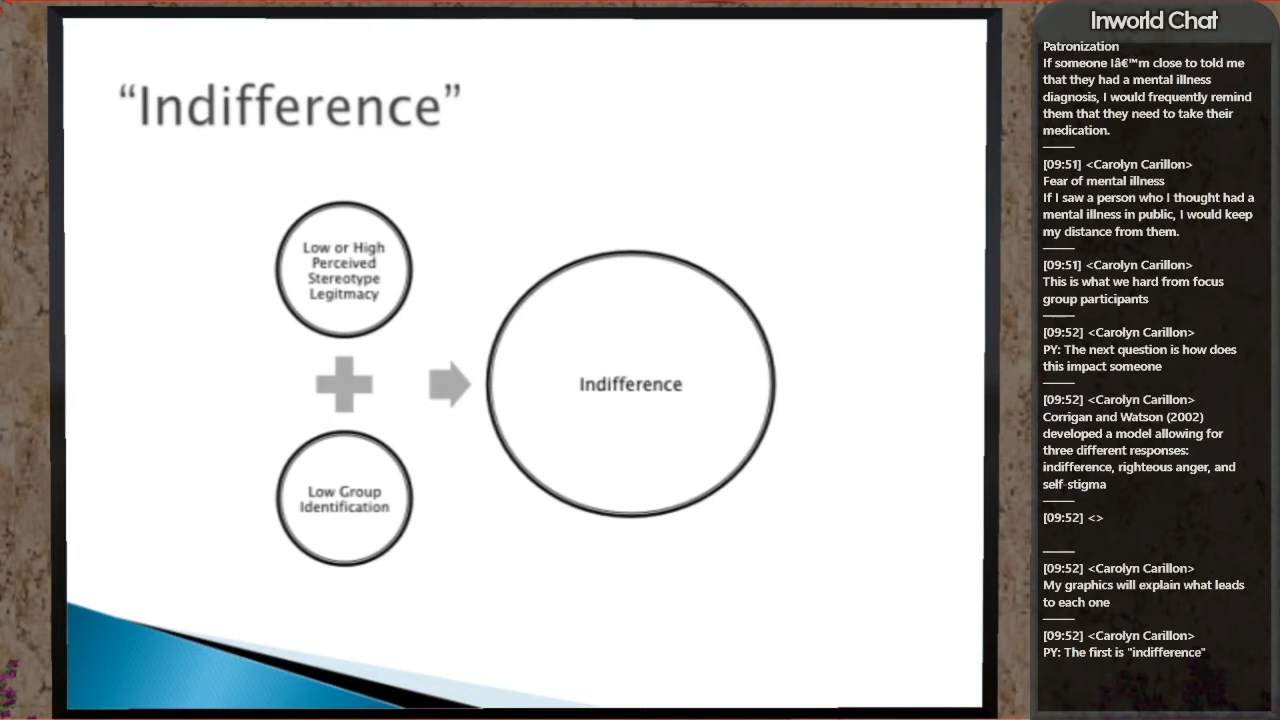 “Indifference”
Low or High
Perceived
Stereotype
Legitmacy
Low Group
Identification
Indifference
Inworld Chat
Patronization
If someone Iâ€™m close to told me
that they had a mental illness
diagnosis, I would frequently remind
them that they need to take their
medication.
[09:51] <Carolyn Carillon>
Fear of mental illness
If I saw a person who I thought had a
mental illness in public, I would keep
my distance from them.
[09:51] <Carolyn Carillon>
This is what we hard from focus
group participants
[09:52] <Carolyn Carillon>
PY: The next question is how does
this impact someone
[09:52] <Carolyn Carillon>
Corrigan and Watson (2002)
developed a model allowing for
three different responses:
indifference, righteous anger, and
self-stigma
[09:52] <>
[09:52] <Carolyn Carillon>
My graphics will explain what leads
to each one
[09:52] <Carolyn Carillon>
PY: The first is "indifference"